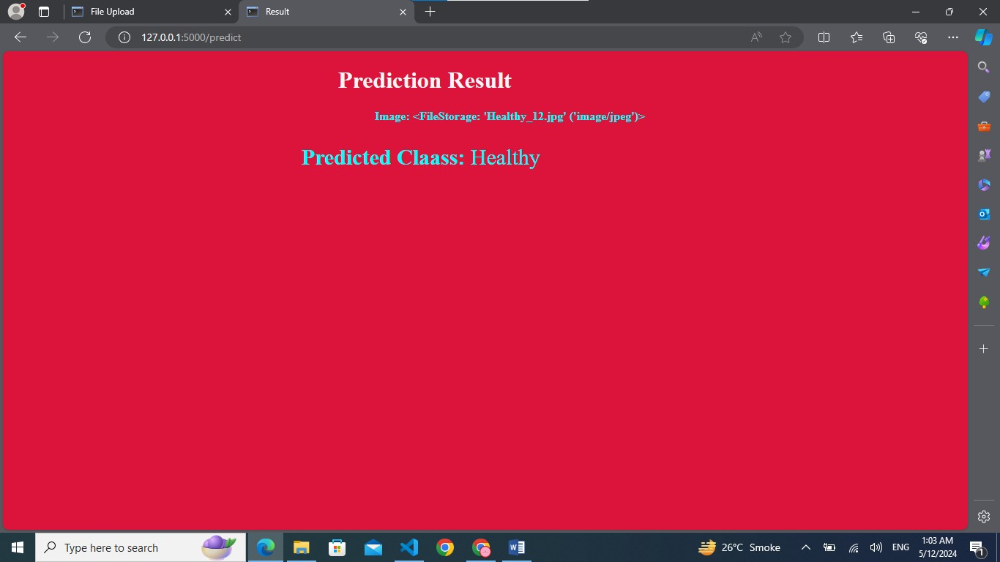 File Upload
Result
127.0.0.1:5000/predict
Prediction Result
Image: <FileStorage: 'Healthy_12.jpg' ('image/jpeg')>
Predicted Claass: Healthy
Type here to search
26°C Smoke
ENG
1:03 AM
5/12/2024
1